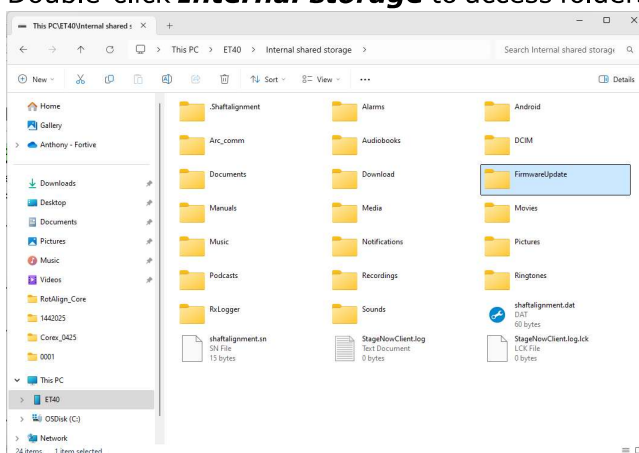 Double-click Internal Storage to access folder
This PC\ET40\Internal shared s
This PC > ET40 > Internal shared storage >
Search Internal shared storage
New
Sort
View
Details
Home
Gallery
Anthony - Fortive
Downloads
Desktop
Documents
Pictures
Music
Videos
RotAlign_Core
1442025
Corex_0425
0001
This PC
ET40
OSDisk (C:)
Network
.Shaftalignment
Alarms
Android
Arc_comm
Audiobooks
DCIM
Documents
Download
FirmwareUpdate
Manuals
Media
Movies
Music
Notifications
Pictures
Podcasts
Recordings
Ringtones
RxLogger
Sounds
shaftalignment.dat
DAT
60 bytes
shaftalignment.sn
SN File
15 bytes
StageNowClient.log
Text Document
0 bytes
StageNowClient.log.lck
LCK File
0 bytes
24 items 1 item selected